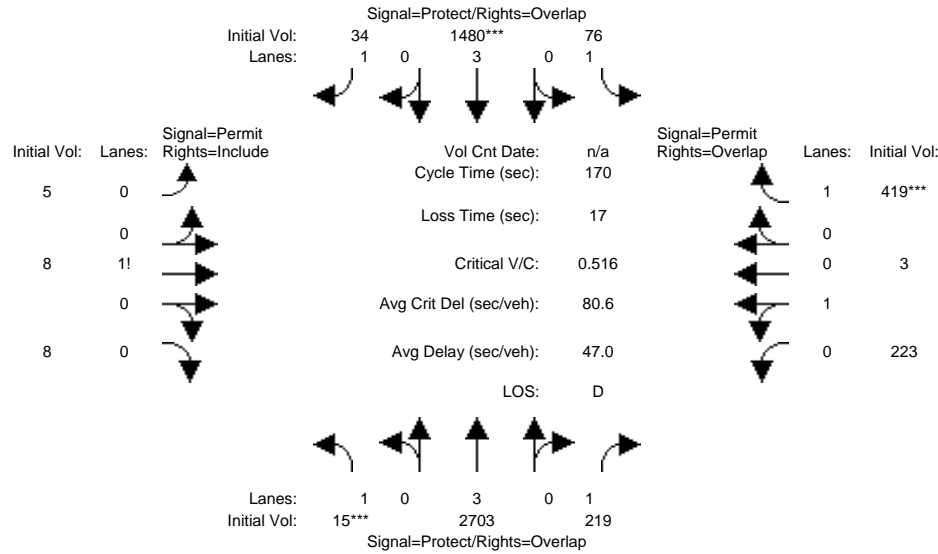 Signal=Protect/Rights=Overlap
Initial Vol: 34 1480*** 76
Lanes: 1 0 3 0 1
Signal=Permit
Initial Vol: Lanes: Rights=Include
Vol Cnt Date: n/a
Signal=Permit
Rights=Overlap Lanes: Initial Vol:
Cycle Time (sec): 170
5 0
1 419***
Loss Time (sec): 17
0
0
8 1!
Critical V/C: 0.516
0 3
0
Avg Crit Del (sec/veh): 80.6
1
8 0
Avg Delay (sec/veh): 47.0
0 223
LOS: D
Lanes: 1 0 3 0 1
Initial Vol: 15*** 2703 219
Signal=Protect/Rights=Overlap